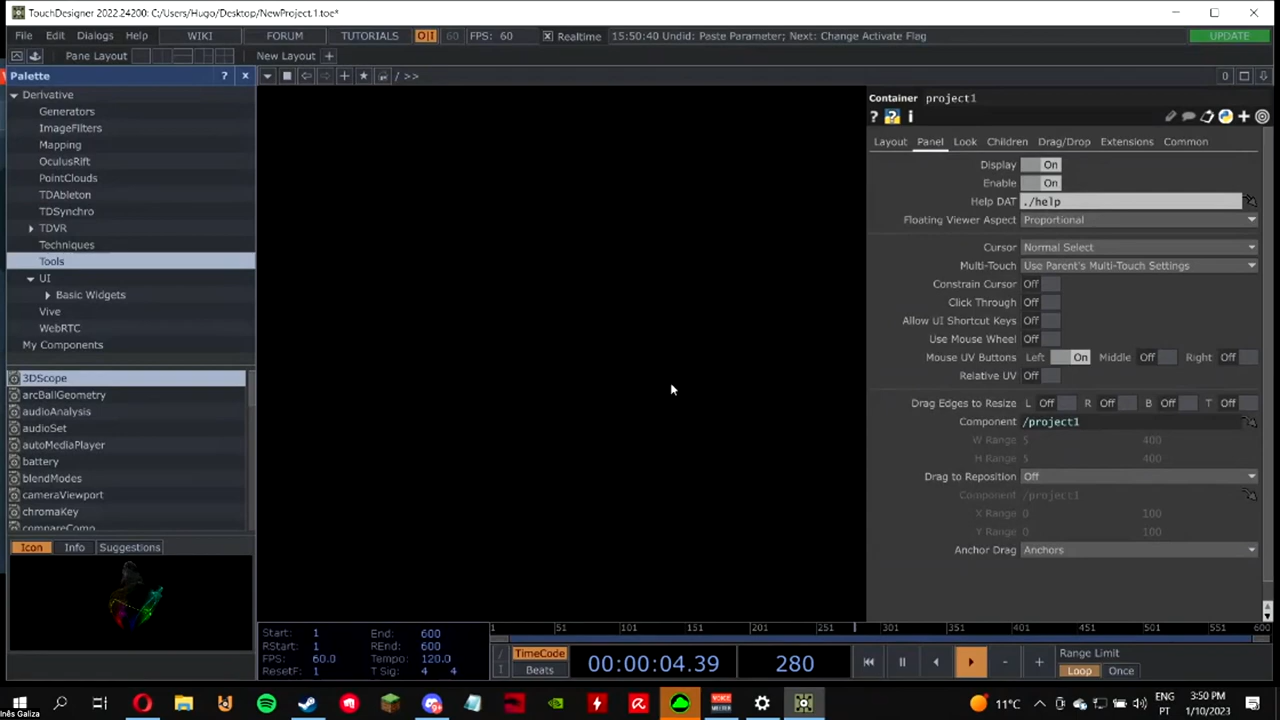 TouchDesigner 2022.24200: C:/Users/Hugo/Desktop/NewProject.1.toe*
File Edit Dialogs Help WIKI FORUM TUTORIALS O|I 60 FPS: 60 Realtime 15:50:40 Undid: Paste Parameter; Next: Change Activate Flag UPDATE
Pane Layout New Layout +
Palette ? x
/ >> 0
Derivative
Generators
ImageFilters
Mapping
OculusRift
PointClouds
TDAbleton
TDSynchro
TDVR
Techniques
Tools
UI
Basic Widgets
Vive
WebRTC
My Components
3DScope
arcBallGeometry
audioAnalysis
audioSet
autoMediaPlayer
battery
blendModes
cameraViewport
chromaKey
compareComp
Icon Info Suggestions
Container project1
? ? i
Layout Panel Look Children Drag/Drop Extensions Common
Display On
Enable On
Help DAT ./help
Floating Viewer Aspect Proportional
Cursor Normal Select
Multi-Touch Use Parent's Multi-Touch Settings
Constrain Cursor Off
Click Through Off
Allow UI Shortcut Keys Off
Use Mouse Wheel Off
Mouse UV Buttons Left On Middle Off Right Off
Relative UV Off
Drag Edges to Resize L Off R Off B Off T Off
Component /project1
W Range 5 400
H Range 5 400
Drag to Reposition Off
Component /project1
X Range 0 100
Y Range 0 100
Anchor Drag Anchors
Start: 1 End: 600
RStart: 1 REnd: 600
FPS: 60.0 Tempo: 120.0
ResetF: 1 T Sig: 4 4
1 51 101 151 201 251 301 351 401 451 501 551 600
TimeCode
Beats
00:00:04.39 280
Range Limit
Loop Once
11°C ENG 3:50 PM
PT 1/10/2023
Inês Galiza